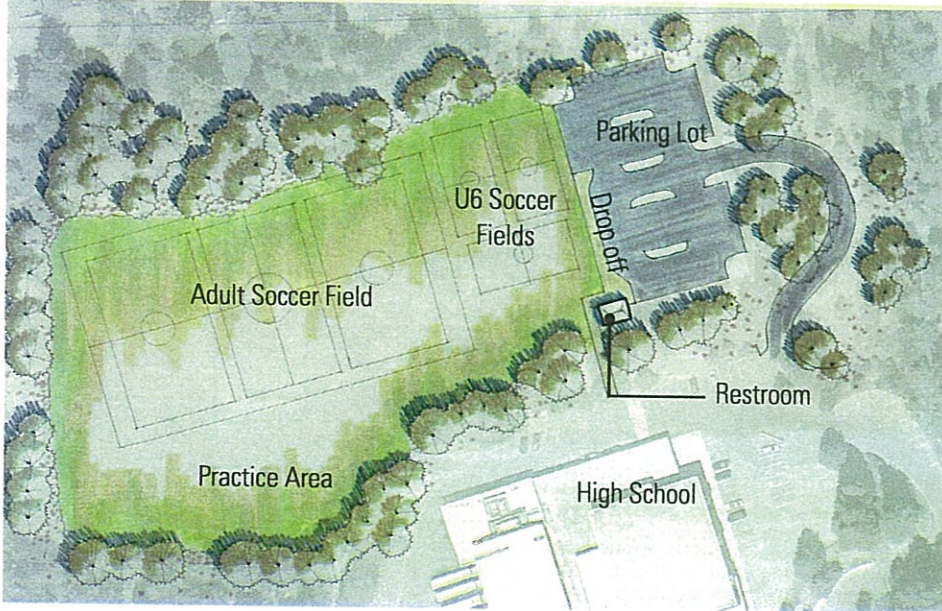 Parking Lot
U6 Soccer
Fields
Drop off
Adult Soccer Field
Restroom
Practice Area
High School